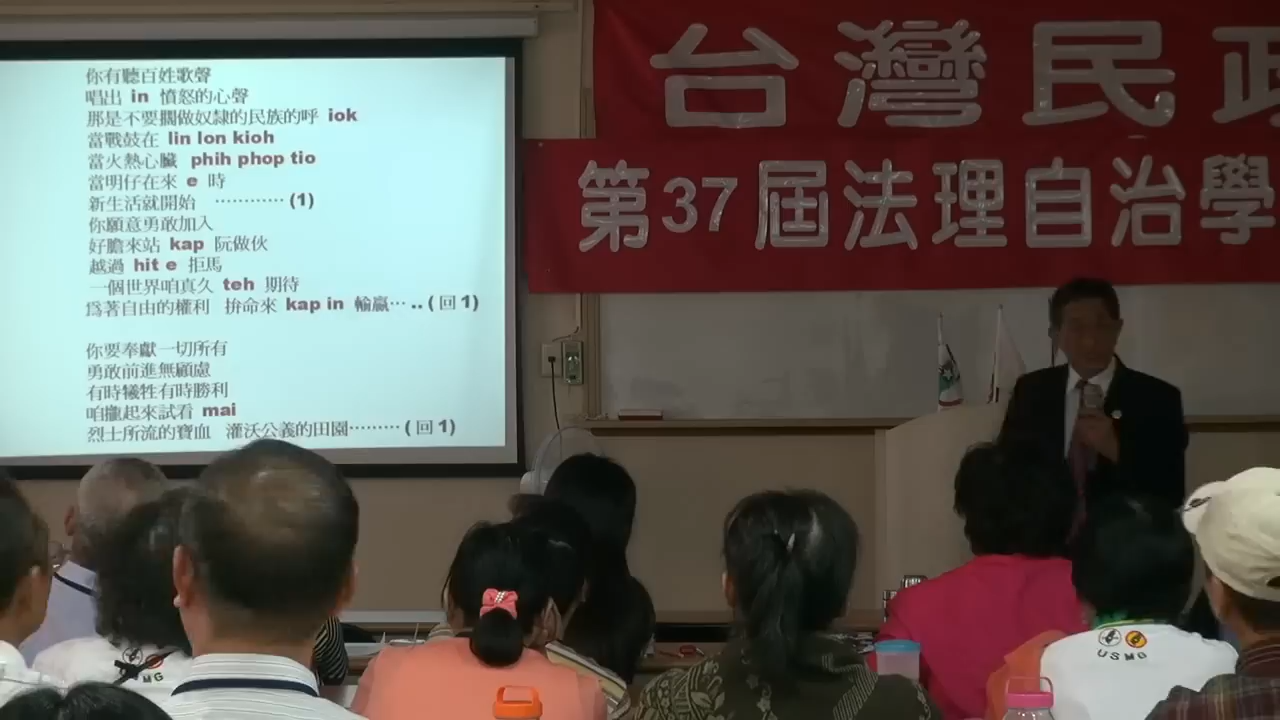 你有聽百姓歌聲
唱出 in 憤怒的心聲
那是不要擱做奴隸的民族的呼 iok
當戰鼓在 lin lon kioh
當火熱心臟 phih phop tio
當明仔在來 e 時
新生活就開始 ………… (1)
你願意勇敢加入
好膽來站 kap 阮做伙
越過 hit e 拒馬
一個世界咱真久 teh 期待
為著自由的權利 拚命來 kap in 輸贏… .. ( 回 1)
你要奉獻一切所有
勇敢前進無顧慮
有時犧牲有時勝利
咱攏起來試看 mai
烈士所流的寶血 灌沃公義的田園……… ( 回 1)
台灣民政
第37屆法理自治學
MG
USMG